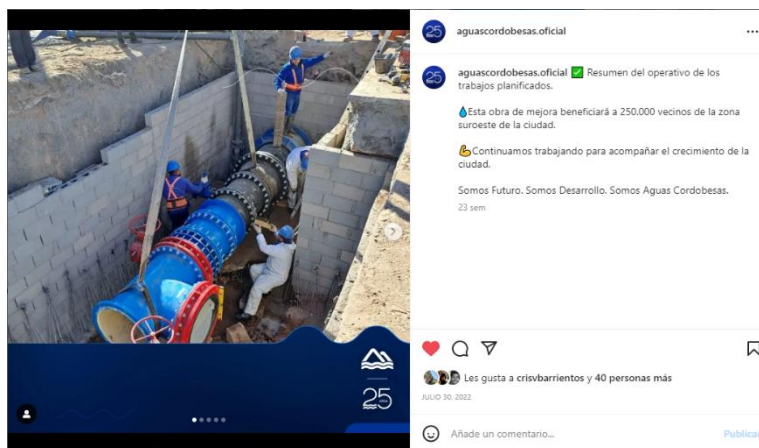 25
aguascordobesas.oficial
25
aguascordobesas.oficial ✅ Resumen del operativo de los
trabajos planificados.
💧Esta obra de mejora beneficiará a 250.000 vecinos de la zona
suroeste de la ciudad.
💪Continuamos trabajando para acompañar el crecimiento de la
ciudad.
Somos Futuro. Somos Desarrollo. Somos Aguas Cordobesas.
23 sem
25
Les gusta a crisvbarrientos y 40 personas más
JULIO 30, 2022
Añade un comentario...
Publicar